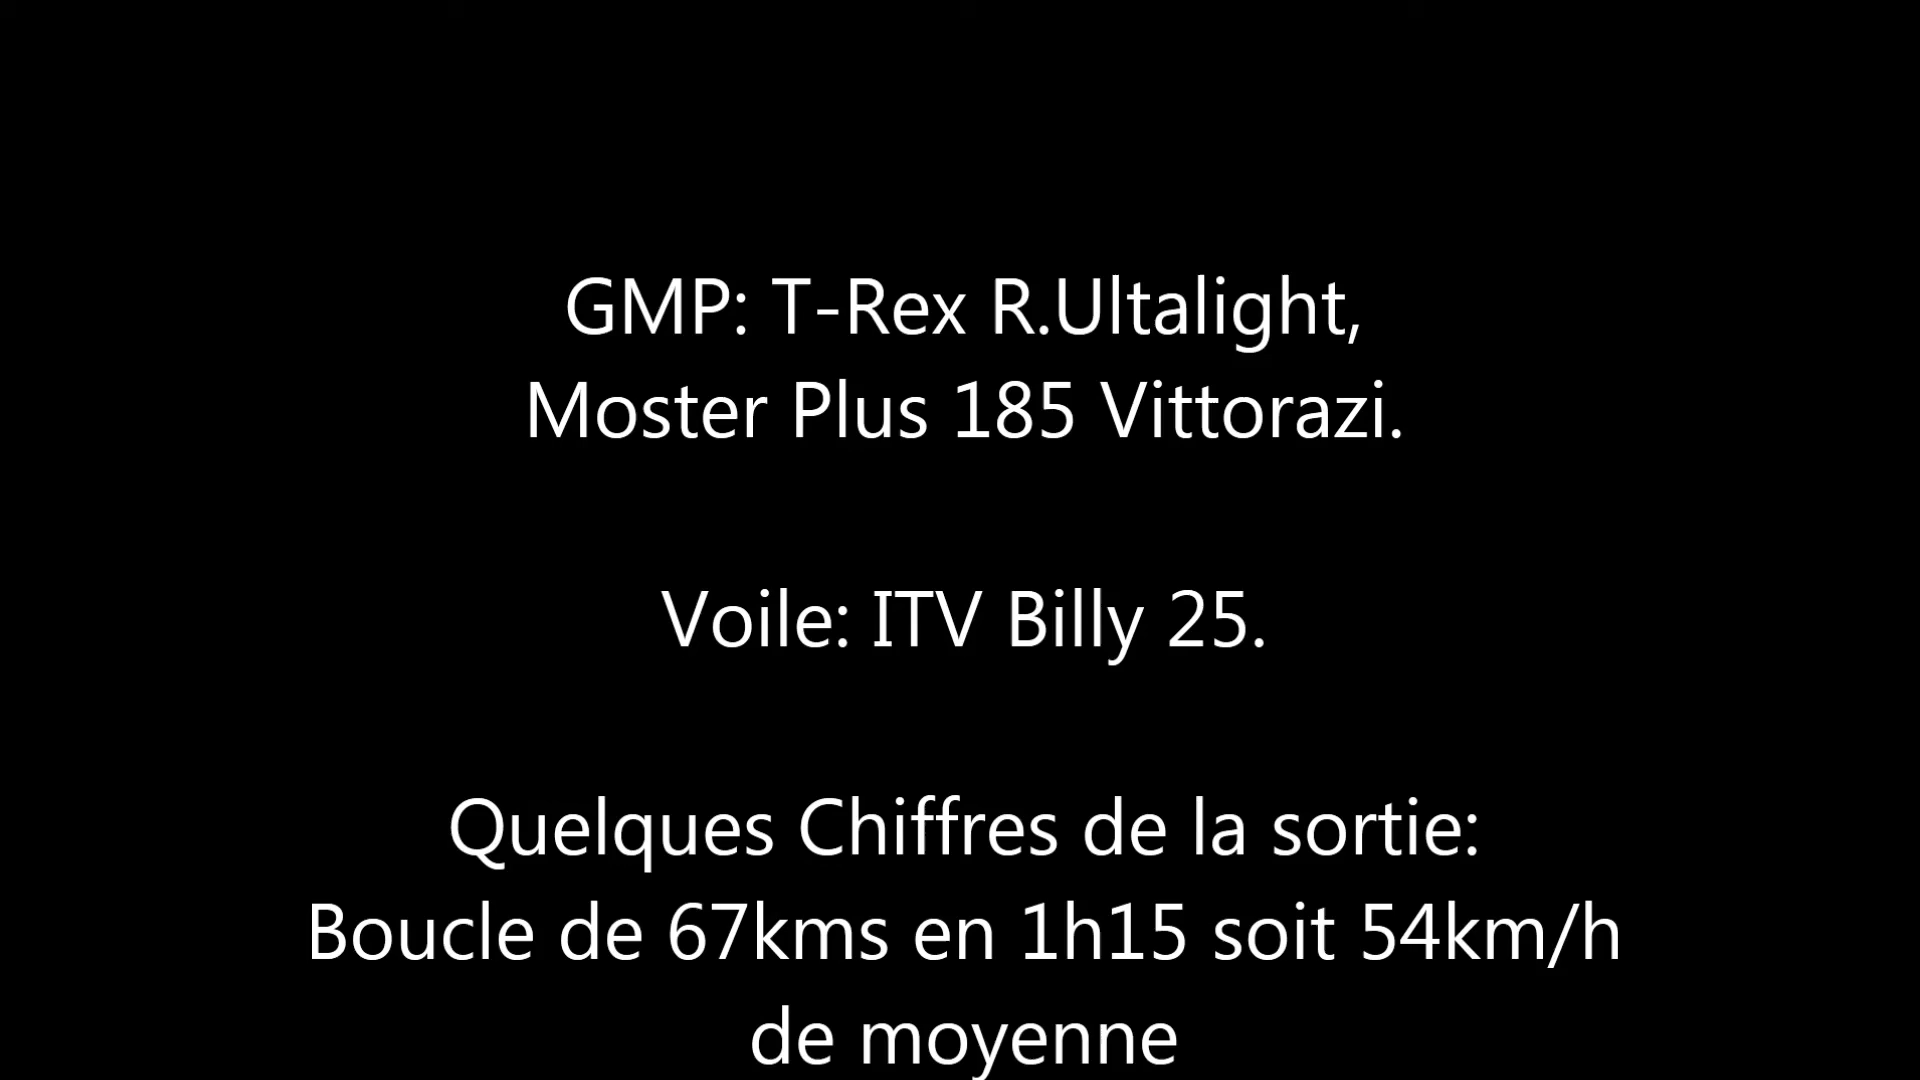 GMP: T-Rex R.Ultalight,
Moster Plus 185 Vittorazi.
Voile: ITV Billy 25.
Quelques Chiffres de la sortie:
Boucle de 67kms en 1h15 soit 54km/h
de moyenne